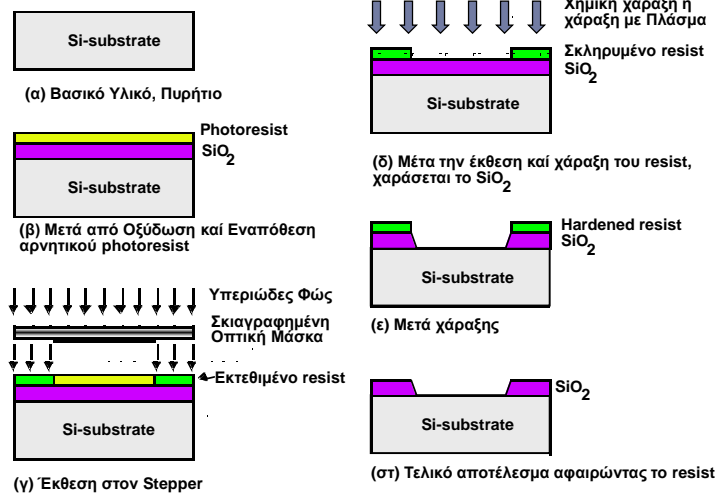 Si-substrate
(α) Βασικό Υλικό, Πυρήτιο
Photoresist
SiO2
Si-substrate
(β) Μετά από Οξύδωση καί Εναπόθεση
αρνητικού photoresist
Υπεριώδες Φώς
Σκιαγραφημένη
Οπτική Μάσκα
Εκτεθιμένο resist
Si-substrate
(γ) Έκθεση στον Stepper
Χημική χάραξη ή
χάραξη με Πλάσμα
Σκληρυμένο resist
SiO2
Si-substrate
(δ) Μέτα την έκθεση καί χάραξη του resist,
χαράσεται το SiO2
Hardened resist
SiO2
Si-substrate
(ε) Μετά χάραξης
SiO2
Si-substrate
(στ) Τελικό αποτέλεσμα αφαιρώντας το resist